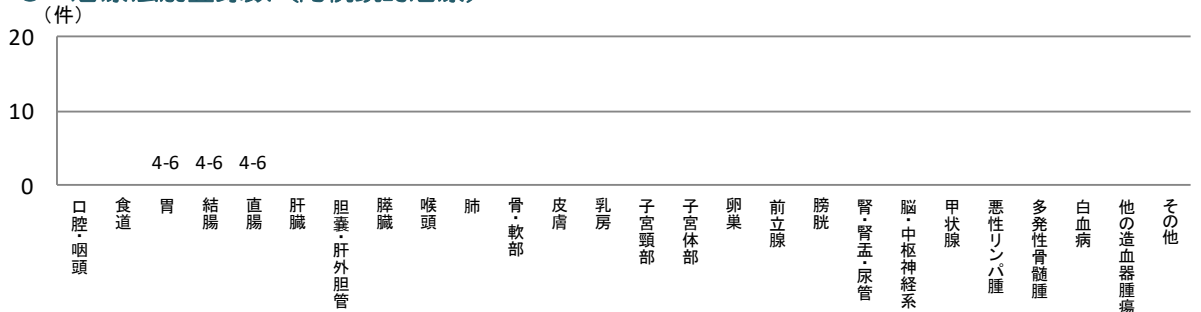 （件）
20
10
0
4-6 4-6 4-6
口腔・咽頭
食道
胃
結腸
直腸
肝臓
胆嚢・肝外胆管
膵臓
喉頭
肺
骨・軟部
皮膚
乳房
子宮頸部
子宮体部
卵巣
前立腺
膀胱
腎・腎盂・尿管
脳・中枢神経系
甲状腺
悪性リンパ腫
多発性骨髄腫
白血病
他の造血器腫瘍
その他